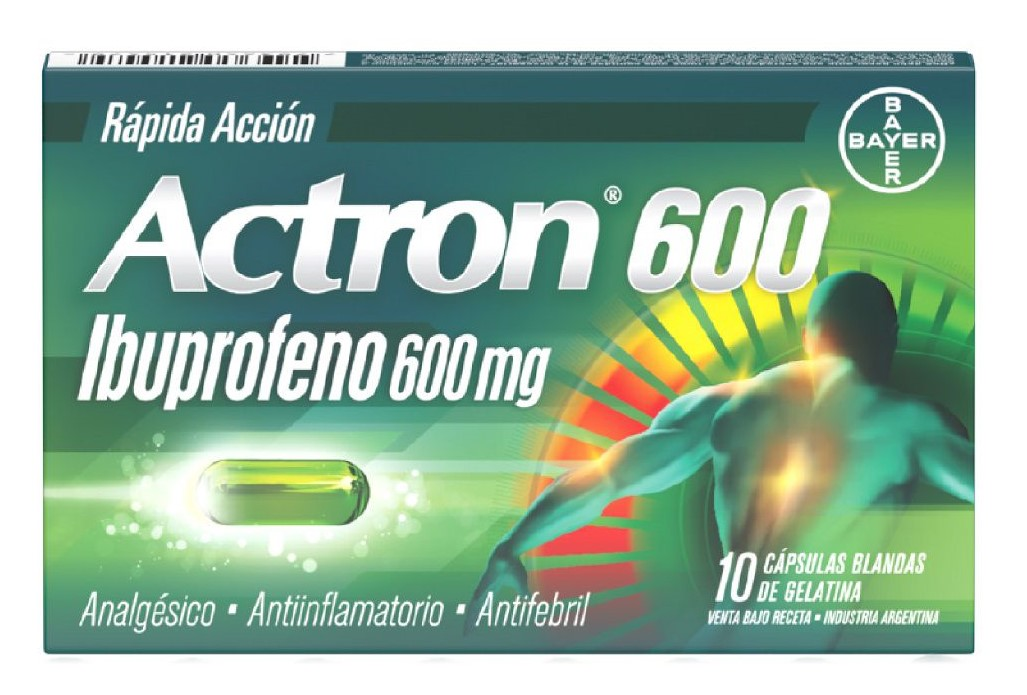 Rápida Acción
BAYER
BAYER
Actron® 600
Ibuprofeno 600 mg
10 CÁPSULAS BLANDAS
DE GELATINA
Analgésico • Antiinflamatorio • Antifebril
VENTA BAJO RECETA • INDUSTRIA ARGENTINA